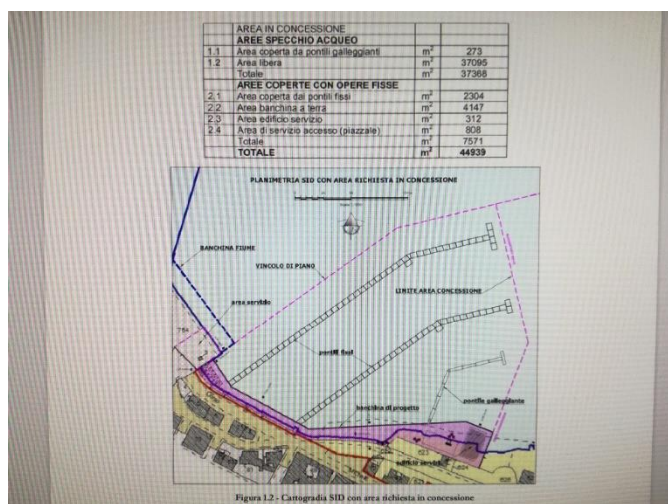 AREA IN CONCESSIONE
AREE SPECCHIO ACQUEO
1.1 Area coperta da pontili galleggianti m² 273
1.2 Area libera m² 37095
Totale m² 37368
AREE COPERTE CON OPERE FISSE
2.1 Area coperta dai pontili fissi m² 2304
2.2 Area banchina a terra m² 4147
2.3 Area edificio servizio m² 312
2.4 Area di servizio accesso (piazzale) m² 808
Totale m² 7571
TOTALE m² 44939
PLANIMETRIA SID CON AREA RICHIESTA IN CONCESSIONE
BANCHINA FIUME
VINCOLO DI PIANO
LIMITE AREA CONCESSIONE
area servizio
764
pontili fissi
pontile galleggiante
banchina di progetto
edificio servizi
Figura 1.2 - Cartografia SID con area richiesta in concessione